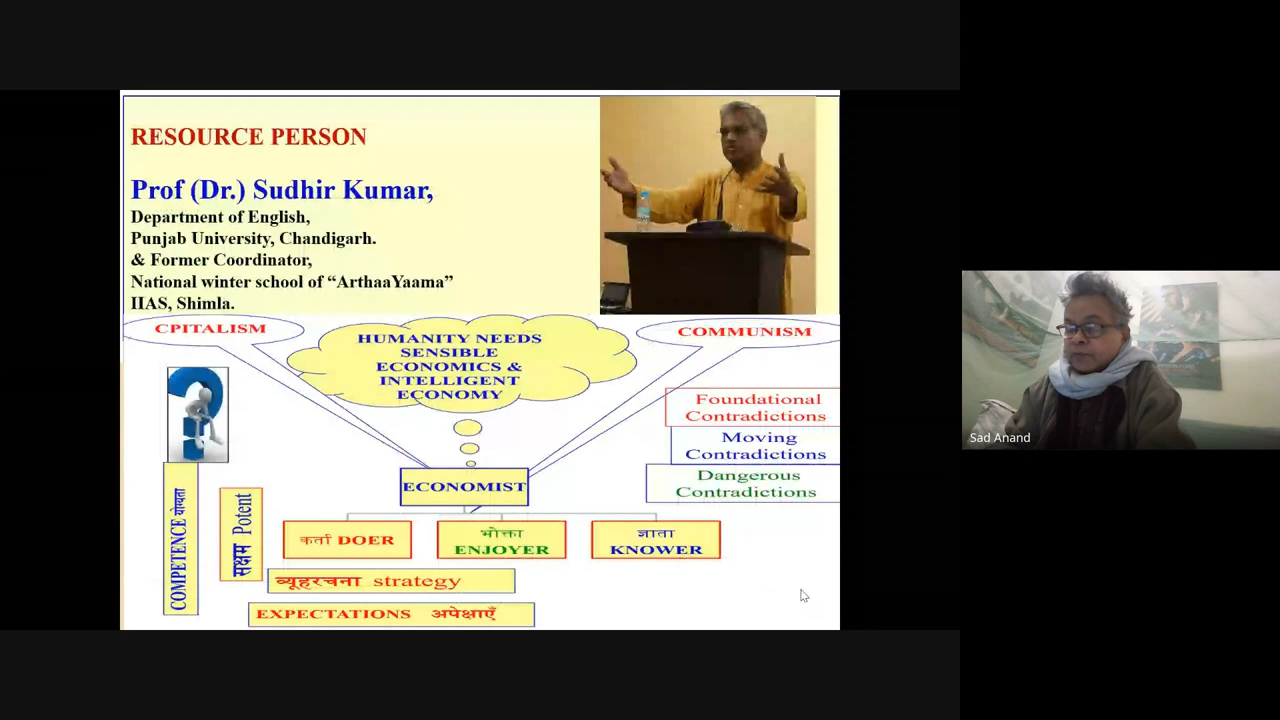 RESOURCE PERSON
Prof (Dr.) Sudhir Kumar,
Department of English,
Punjab University, Chandigarh.
& Former Coordinator,
National winter school of “ArthaaYaama”
IIAS, Shimla.
CPITALISM
HUMANITY NEEDS
SENSIBLE
ECONOMICS &
INTELLIGENT
ECONOMY
COMMUNISM
Foundational
Contradictions
Moving
Contradictions
Dangerous
Contradictions
ECONOMIST
COMPETENCE योग्यता
सक्षम Potent
कर्ता DOER
भोक्ता
ENJOYER
ज्ञाता
KNOWER
व्यूहरचना strategy
EXPECTATIONS अपेक्षाएँ
Sad Anand